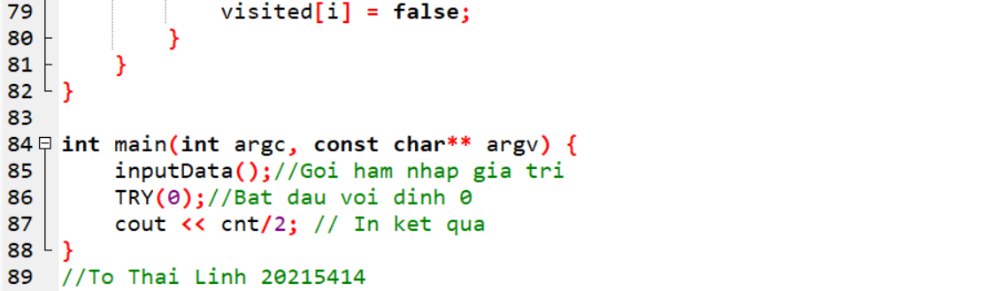 79 visited[i] = false;
80 }
81 }
82 }
83
84 int main(int argc, const char** argv) {
85 inputData();//Goi ham nhap gia tri
86 TRY(0);//Bat dau voi dinh 0
87 cout << cnt/2; // In ket qua
88 }
89 //To Thai Linh 20215414